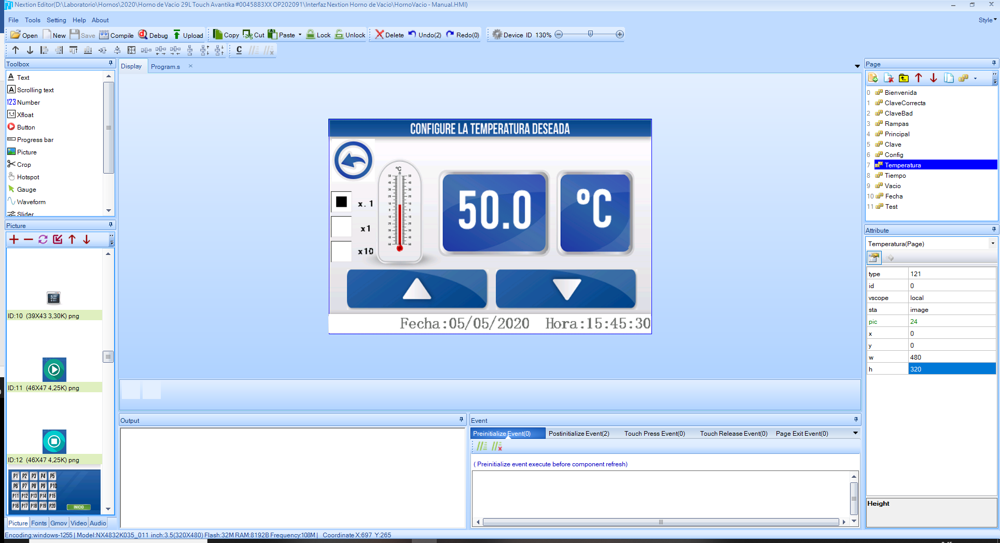 Nextion Editor(D:\Laboratorio\Hornos\2020\Horno de Vacio 29L Touch Avantika #0045883XX OP202091\Interfaz Nextion Horno de Vacio\HornoVacio - Manual.HMI)
File Tools Setting Help About Style
Open New Save Compile Debug Upload Copy Cut Paste Lock Unlock Delete Undo(2) Redo(0) Device ID 130%
C
Toolbox
Text
Scrolling text
123 Number
Xfloat
Button
Progress bar
Picture
Crop
Hotspot
Gauge
Waveform
Slider
Picture
ID:10 (39X43 3,30K) png
ID:11 (46X47 4,25K) png
ID:12 (46X47 4,25K) png
P1 P2 P3 P4 P5
P6 P7 P8 P9 P10
P11 P12 P13 P14 P15
P16 P17 P18 P19 P20
INICIO
Picture Fonts Gmov Video Audio
Display Program.s
CONFIGURE LA TEMPERATURA DESEADA
°C
x.1
x1
x10
50.0
ºC
Fecha:05/05/2020 Hora:15:45:30
Output
Event
Preinitialize Event(0) Postinitialize Event(2) Touch Press Event(0) Touch Release Event(0) Page Exit Event(0)
( Preinitialize event execute before component refresh)
Page
0 Bienvenida
1 ClaveCorrecta
2 ClaveBad
3 Rampas
4 Principal
5 Clave
6 Config
7 Temperatura
8 Tiempo
9 Vacio
10 Fecha
11 Test
Attribute
Temperatura(Page)
type 121
id 0
vscope local
sta image
pic 24
x 0
y 0
w 480
h 320
Height
Encoding:windows-1255 | Model:NX4832K035_011 inch:3.5(320X480) Flash:32M RAM:8192B Frequency:108M | Coordinate X:697 Y:265